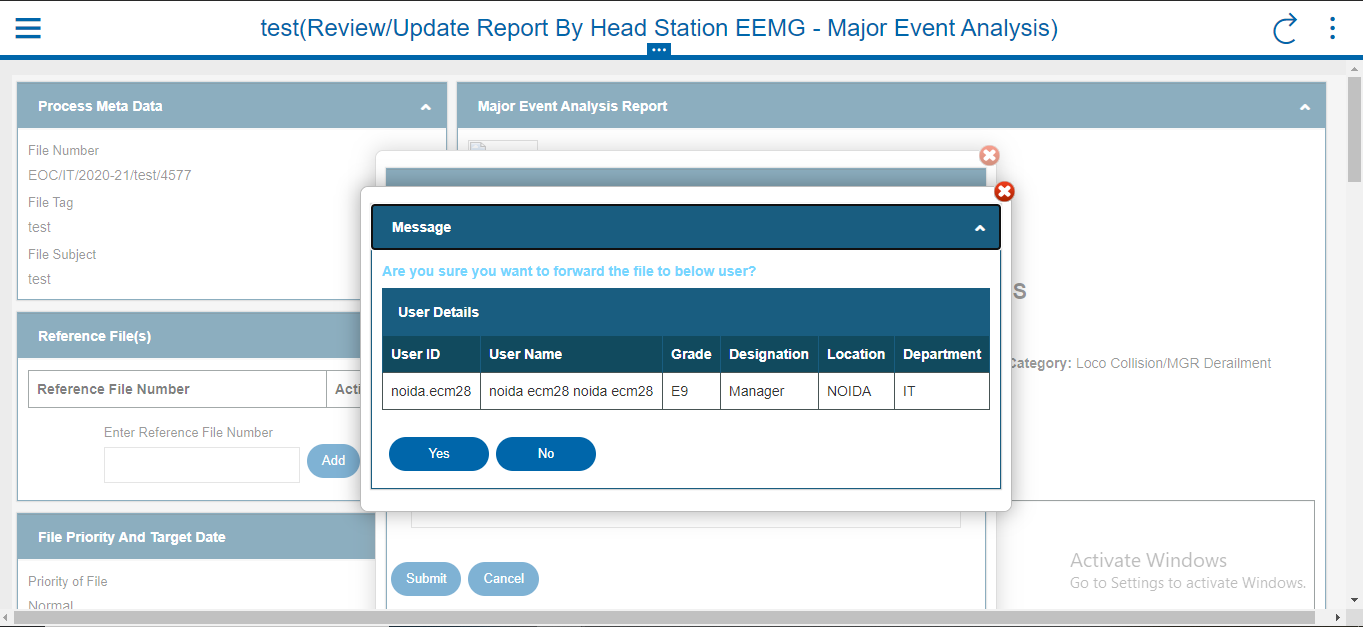 test(Review/Update Report By Head Station EEMG - Major Event Analysis)
Process Meta Data
File Number
EOC/IT/2020-21/test/4577
File Tag
test
File Subject
test
Reference File(s)
Reference File Number
Enter Reference File Number
Add
File Priority And Target Date
Priority of File
Normal
Major Event Analysis Report
Category: Loco Collision/MGR Derailment
Message
Are you sure you want to forward the file to below user?
User Details
User ID User Name Grade Designation Location Department
noida.ecm28 noida ecm28 noida ecm28 E9 Manager NOIDA IT
Yes No
Submit Cancel
Activate Windows
Go to Settings to activate Windows.